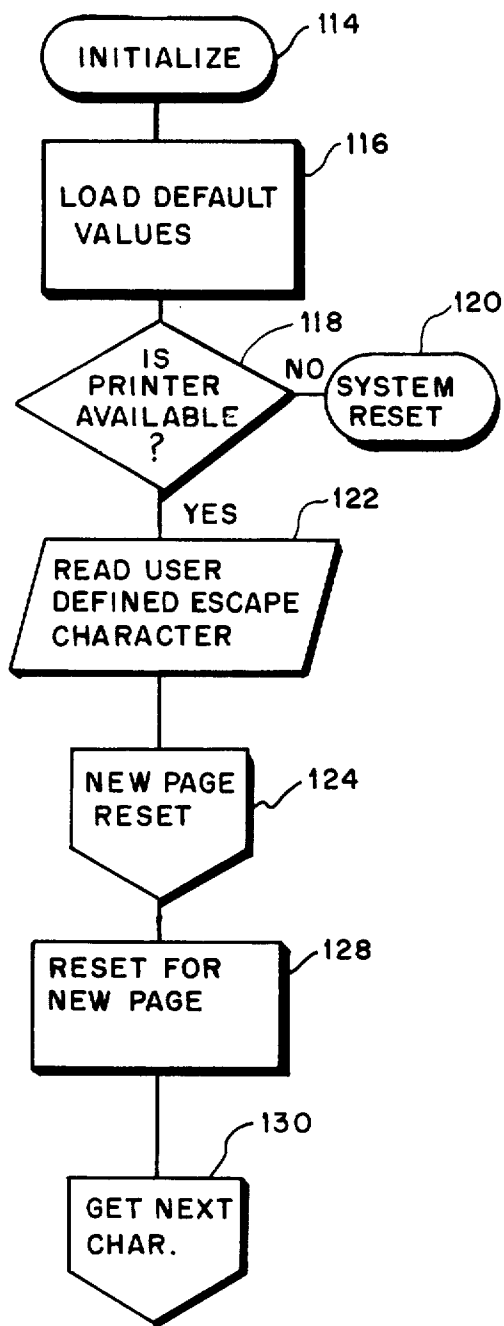 INITIALIZE
114
LOAD DEFAULT
VALUES
116
IS
PRINTER
AVAILABLE
?
118
NO
SYSTEM
RESET
120
YES
READ USER
DEFINED ESCAPE
CHARACTER
122
NEW PAGE
RESET
124
RESET FOR
NEW PAGE
128
GET NEXT
CHAR.
130